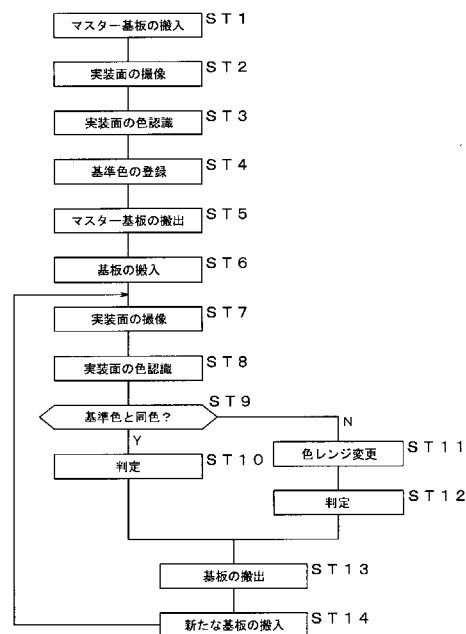 マスター基板の搬入 ST1
実装面の撮像 ST2
実装面の色認識 ST3
基準色の登録 ST4
マスター基板の搬出 ST5
基板の搬入 ST6
実装面の撮像 ST7
実装面の色認識 ST8
基準色と同色? ST9
Y
N
判定 ST10
色レンジ変更 ST11
判定 ST12
基板の搬出 ST13
新たな基板の搬入 ST14